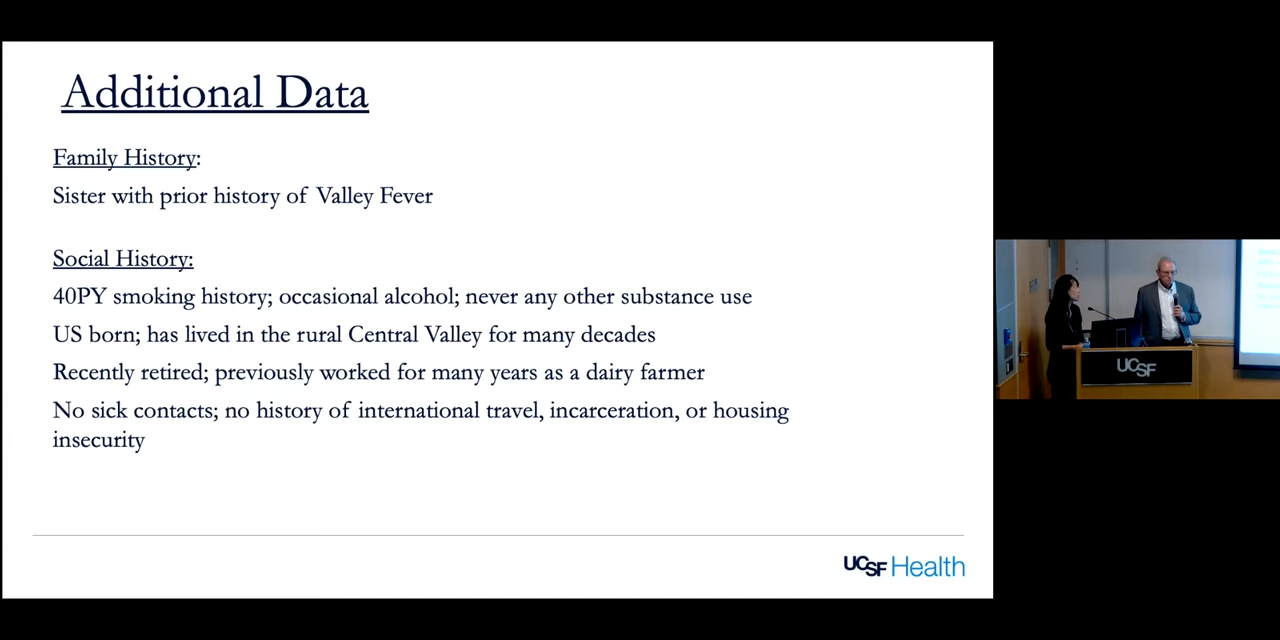 Additional Data
Family History:
Sister with prior history of Valley Fever
Social History:
40PY smoking history; occasional alcohol; never any other substance use
US born; has lived in the rural Central Valley for many decades
Recently retired; previously worked for many years as a dairy farmer
No sick contacts; no history of international travel, incarceration, or housing
insecurity
UCSF Health
UCSF